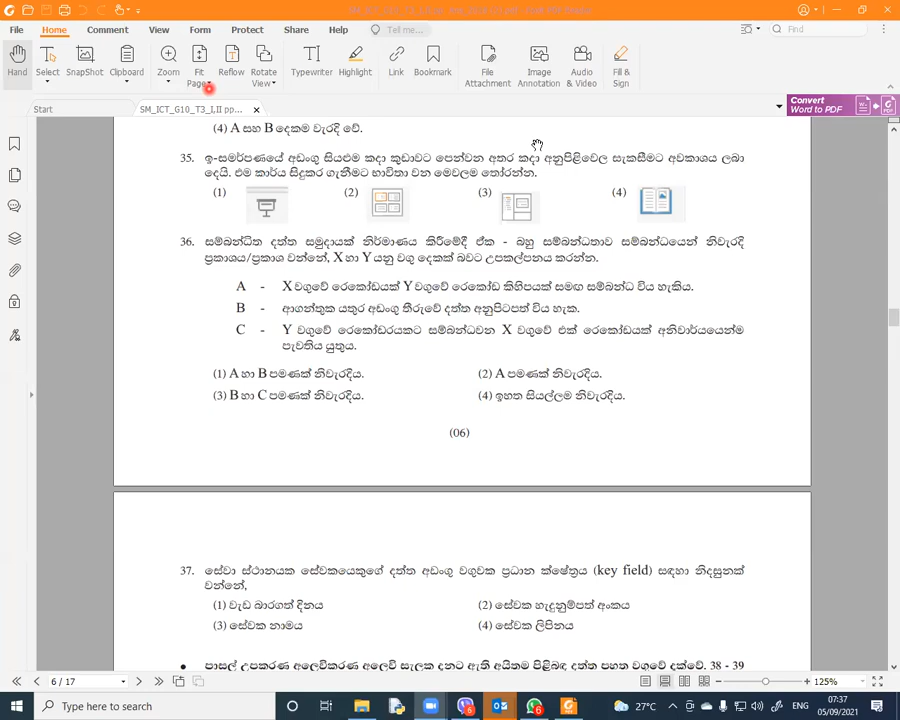 File Home Comment View Form Protect Share Help Tell me... Find
Hand Select SnapShot Clipboard Zoom Fit Page Reflow Rotate View Typewriter Highlight Link Bookmark File Attachment Image Annotation Audio & Video Fill & Sign
Start SM_ICT_G10_T3_I,II pp... Convert Word to PDF
(4) A සහ B දෙකම වැරදි වේ.
35. ඉ-සමර්පණයේ අඩංගු සියළුම කදා කුඩාවට පෙන්වන අතර කදා අනුපිළිවෙල සැකසීමට අවකාශය ලබා
දෙයි. එම කාර්ය සිදුකර ගැනීමට භාවිතා වන මෙවලම තෝරන්න.
(1) (2) (3) (4)
36. සම්බන්ධිත දත්ත සමුදායක් නිර්මාණය කිරීමේදී ඒක - බහු සම්බන්ධතාව සම්බන්ධයෙන් නිවැරදි
ප්‍රකාශය/ප්‍රකාශ වන්නේ, X හා Y යනු වගු දෙකක් බවට උපකල්පනය කරන්න.
A - X වගුවේ රෙකෝඩයක් Y වගුවේ රෙකෝඩ කිහිපයක් සමඟ සම්බන්ධ විය හැකිය.
B - ආගන්තුක යතුර අඩංගු තීරුවේ දත්ත අනුපිටපත් විය හැක.
C - Y වගුවේ රෙකෝඩරයකට සම්බන්ධවන X වගුවේ එක් රෙකෝඩයක් අනිවාර්යයෙන්ම
පැවතිය යුතුය.
(1) A හා B පමණක් නිවැරදිය. (2) A පමණක් නිවැරදිය.
(3) B හා C පමණක් නිවැරදිය. (4) ඉහත සියල්ලම නිවැරදිය.
(06)
37. සේවා ස්ථානයක සේවකයෙකුගේ දත්ත අඩංගු වගුවක ප්‍රධාන ක්ෂේත්‍රය (key field) සඳහා නිදසුනක්
වන්නේ,
(1) වැඩ බාරගත් දිනය (2) සේවක හැඳුනුම්පත් අංකය
(3) සේවක නාමය (4) සේවක ලිපිනය
• පාසල් උපකරණ අලෙවිකරණ අලෙවි සැලක දනට ඇති අයිතම පිළිබඳ දත්ත පහත වගුවේ දක්වේ. 38 - 39
6 / 17 125%
Type here to search 6 6 27°C ENG 07:37
05/09/2021